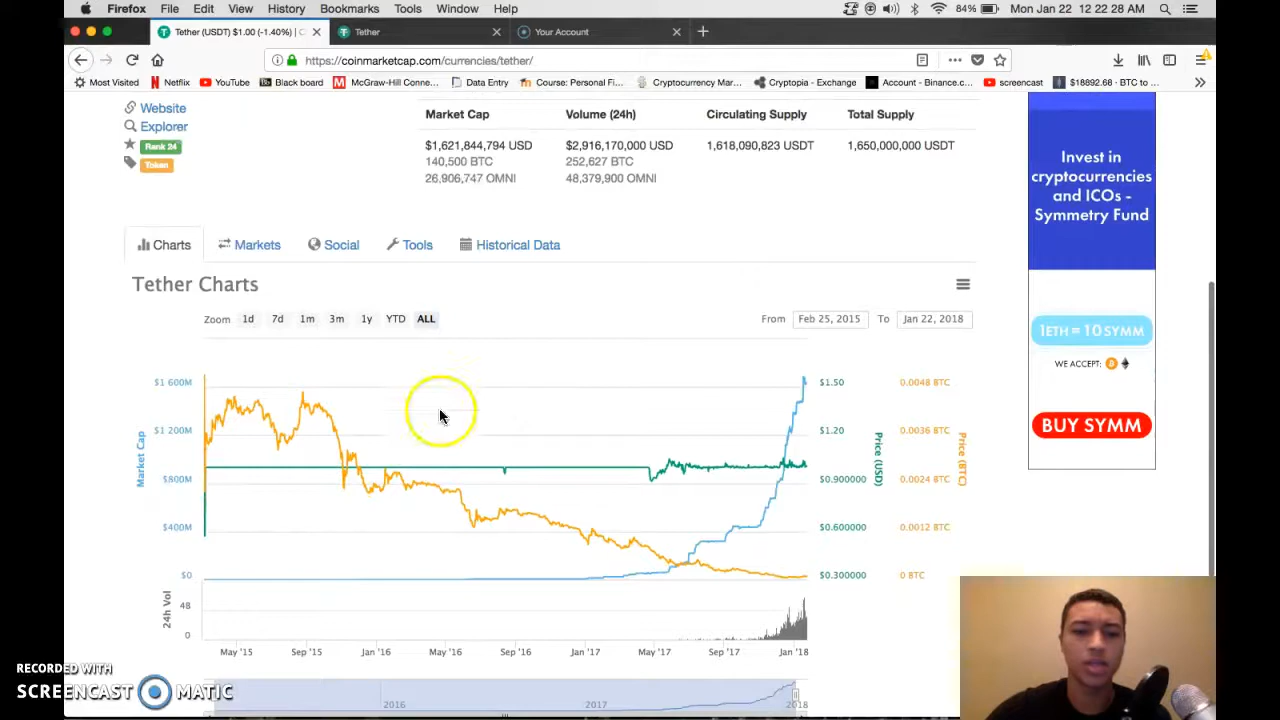 Firefox File Edit View History Bookmarks Tools Window Help 84% Mon Jan 22 12 22 28 AM
Tether (USDT) $1.00 (-1.40%) | C
Tether
Your Account
https://coinmarketcap.com/currencies/tether/
Most Visited Netflix YouTube Black board McGraw-Hill Conne... Data Entry Course: Personal Fi... Cryptocurrency Mar... Cryptopia - Exchange Account - Binance.c... screencast $18892.68 - BTC to ...
Website
Explorer
Rank 24
Token
Market Cap Volume (24h) Circulating Supply Total Supply
$1,621,844,794 USD $2,916,170,000 USD 1,618,090,823 USDT 1,650,000,000 USDT
140,500 BTC 252,627 BTC
26,906,747 OMNI 48,379,900 OMNI
Charts Markets Social Tools Historical Data
Tether Charts
Zoom 1d 7d 1m 3m 1y YTD ALL From Feb 25, 2015 To Jan 22, 2018
$1 600M $1.50 0.0048 BTC
$1 200M $1.20 0.0036 BTC
$800M $0.900000 0.0024 BTC
$400M $0.600000 0.0012 BTC
$0 $0.300000 0 BTC
Market Cap
Price (USD)
Price (BTC)
24h Vol
4B
0
May '15 Sep '15 Jan '16 May '16 Sep '16 Jan '17 May '17 Sep '17 Jan '18
2016 2017 2018
Invest in
cryptocurrencies
and ICOs -
Symmetry Fund
1ETH = 10 SYMM
WE ACCEPT:
BUY SYMM
RECORDED WITH
SCREENCAST MATIC